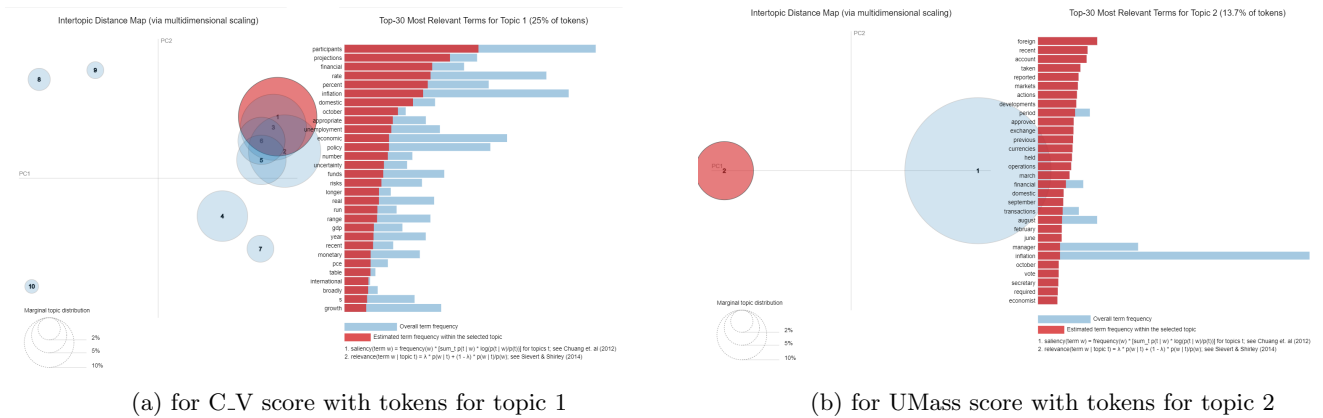 Intertopic Distance Map (via multidimensional scaling)
Top-30 Most Relevant Terms for Topic 1 (25% of tokens)
PC2
PC1
8
9
1
3
6
2
5
4
7
10
Marginal topic distribution
2%
5%
10%
participants
projections
financial
rate
percent
inflation
domestic
october
appropriate
unemployment
economic
policy
number
uncertainty
funds
risks
longer
real
run
range
gdp
year
recent
monetary
pce
table
international
broadly
s
growth
Overall term frequency
Estimated term frequency within the selected topic
1. saliency(term w) = frequency(w) * [sum_t p(t | w) * log(p(t | w)/p(t))] for topics t; see Chuang et. al (2012)
2. relevance(term w | topic t) = λ * p(w | t) + (1 - λ) * p(w | t)/p(w); see Sievert & Shirley (2014)
(a) for C_V score with tokens for topic 1
Intertopic Distance Map (via multidimensional scaling)
Top-30 Most Relevant Terms for Topic 2 (13.7% of tokens)
PC2
PC1
2
1
Marginal topic distribution
2%
5%
10%
foreign
recent
account
taken
reported
markets
actions
developments
period
approved
exchange
previous
currencies
held
operations
march
financial
domestic
september
transactions
august
february
june
manager
inflation
october
vote
secretary
required
economist
Overall term frequency
Estimated term frequency within the selected topic
1. saliency(term w) = frequency(w) * [sum_t p(t | w) * log(p(t | w)/p(t))] for topics t; see Chuang et. al (2012)
2. relevance(term w | topic t) = λ * p(w | t) + (1 - λ) * p(w | t)/p(w); see Sievert & Shirley (2014)
(b) for UMass score with tokens for topic 2